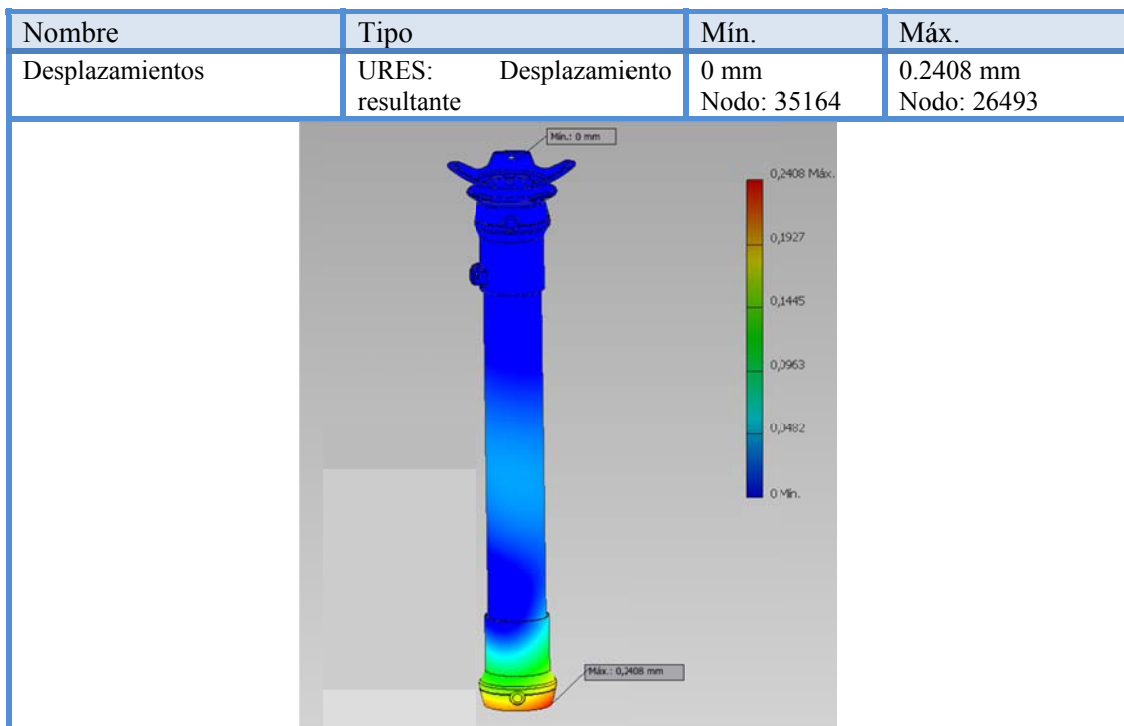 Nombre Tipo Mín. Máx.
Desplazamientos URES: Desplazamiento resultante 0 mm Nodo: 35164 0.2408 mm Nodo: 26493
Mín.: 0 mm
0,2408 Máx.
0,1927
0,1445
0,0963
0,0482
0 Mín.
Máx.: 0,2408 mm